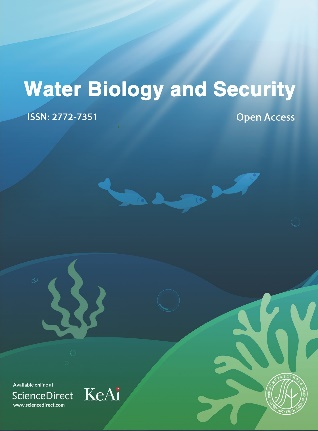 Water Biology and Security
ISSN: 2772-7351
Open Access
Available online at
ScienceDirect
www.sciencedirect.com
KeAi